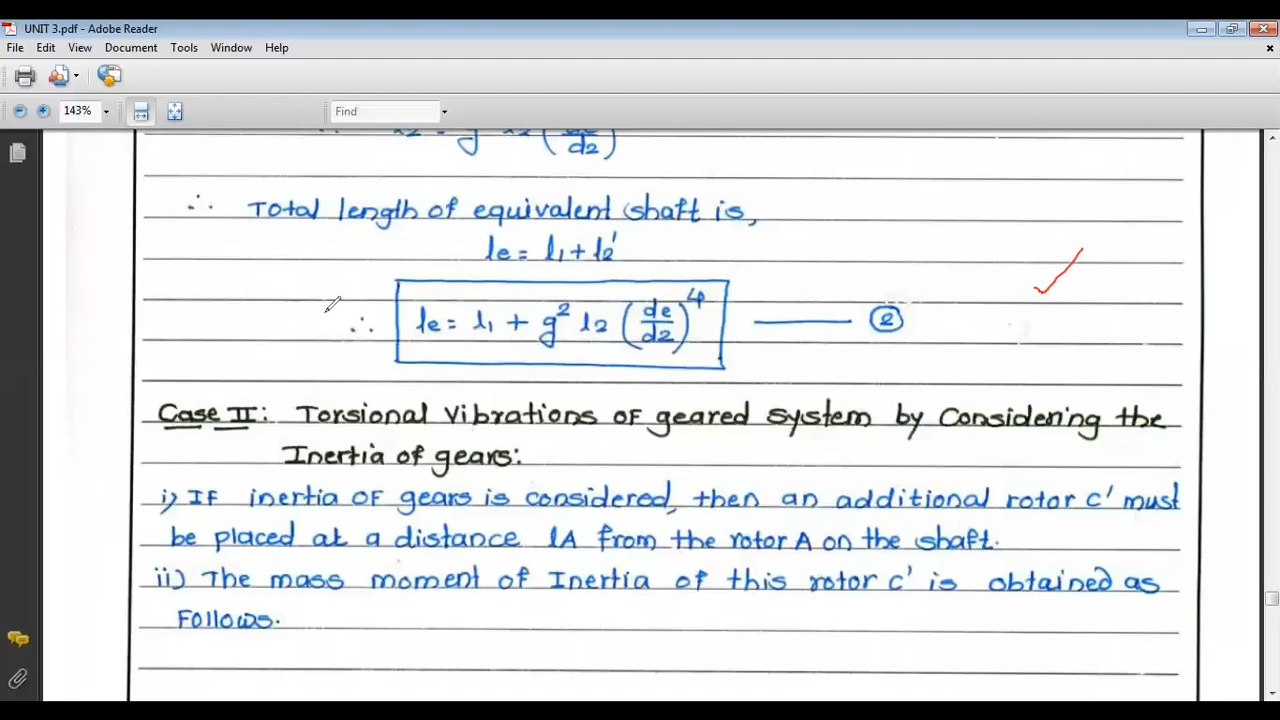 UNIT 3.pdf - Adobe Reader
File Edit View Document Tools Window Help
143% Find
d2
∴ Total length of equivalent shaft is,
le = l1 + l2'
∴ le = l1 + g² l2 (de/d2)⁴ ——— ②
Case II: Torsional Vibrations of geared system by Considering the
Inertia of gears:
i) IF inertia of gears is considered, then an additional rotor c' must
be placed at a distance lA from the rotor A on the shaft.
ii) The mass moment of Inertia of this rotor c' is obtained as
Follows.